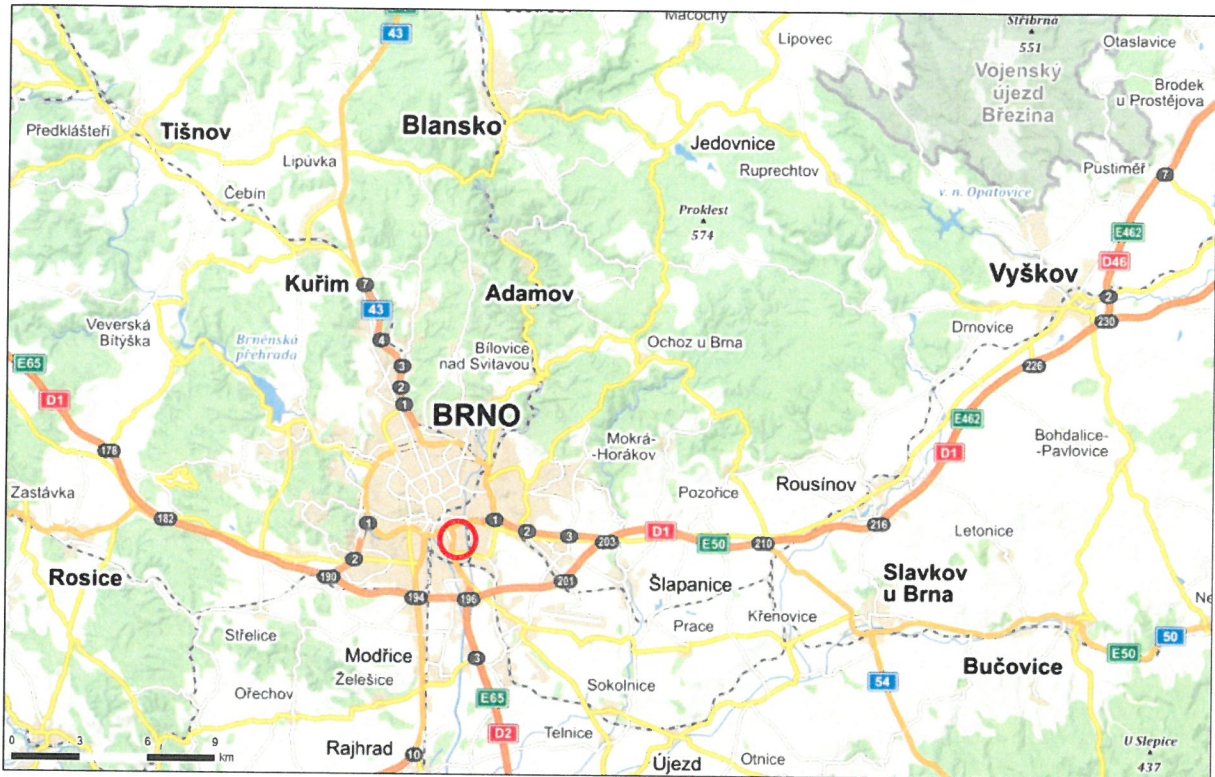 43
Macochy
Lipovec
Stříbrná
551
Otaslavice
Vojenský
újezd
Březina
Brodek
u Prostějova
Předklášteří
Tišnov
Blansko
Lipůvka
Jedovnice
Ruprechtov
Pustiměř
7
Čebín
Proklest
574
v. n. Opatovice
E462
D46
Kuřim
7
43
Adamov
Vyškov
2
230
Veverská
Bítýška
Brněnská
přehrada
4
3
2
1
Bílovice
nad Svitavou
Ochoz u Brna
Drnovice
226
E65
D1
BRNO
E462
D1
178
Mokrá-
-Horákov
Bohdalice-
-Pavlovice
Zastávka
182
Pozořice
Rousínov
1
1
2
3
203
D1
E50
210
216
Letonice
2
190
Rosice
194
196
201
Šlapanice
Slavkov
u Brna
Střelice
Prace
Křenovice
Modřice
Želešice
3
Bučovice
E50
50
Ořechov
E65
Sokolnice
54
D2
Telnice
Rajhrad
10
Újezd
Otnice
U Slepice
437
0 3 6 9
km